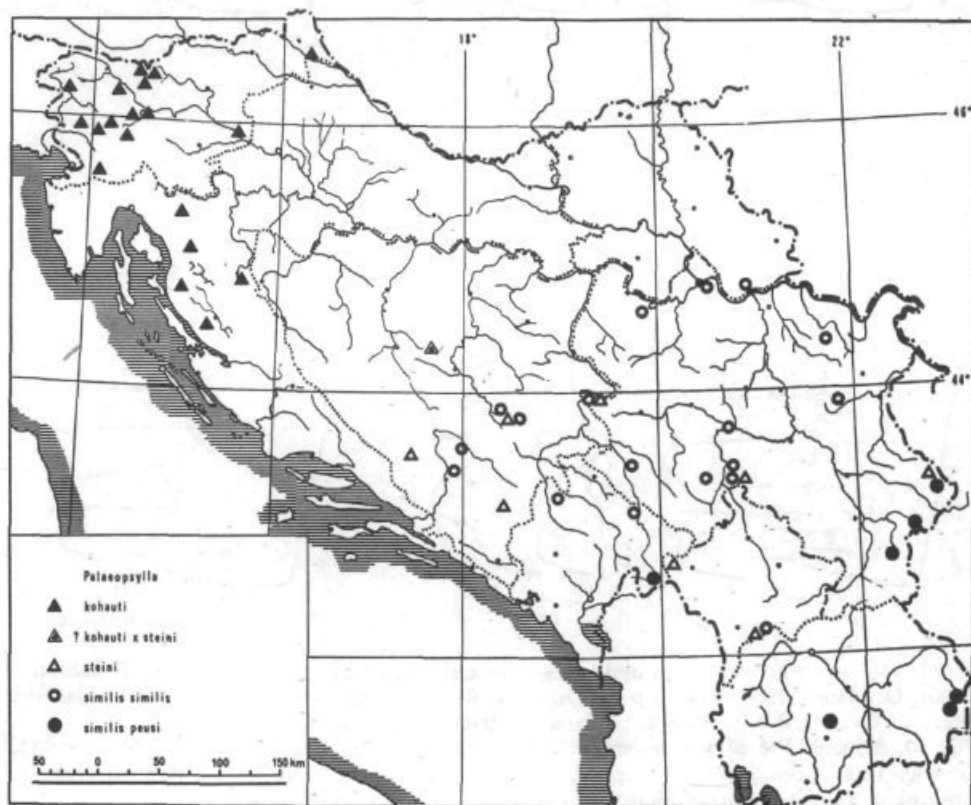 18°
22°
46°
44°
Palaeopsylla
kohauti
? kohauti x steini
steini
similis similis
similis peusi
50 0 50 100 150 km